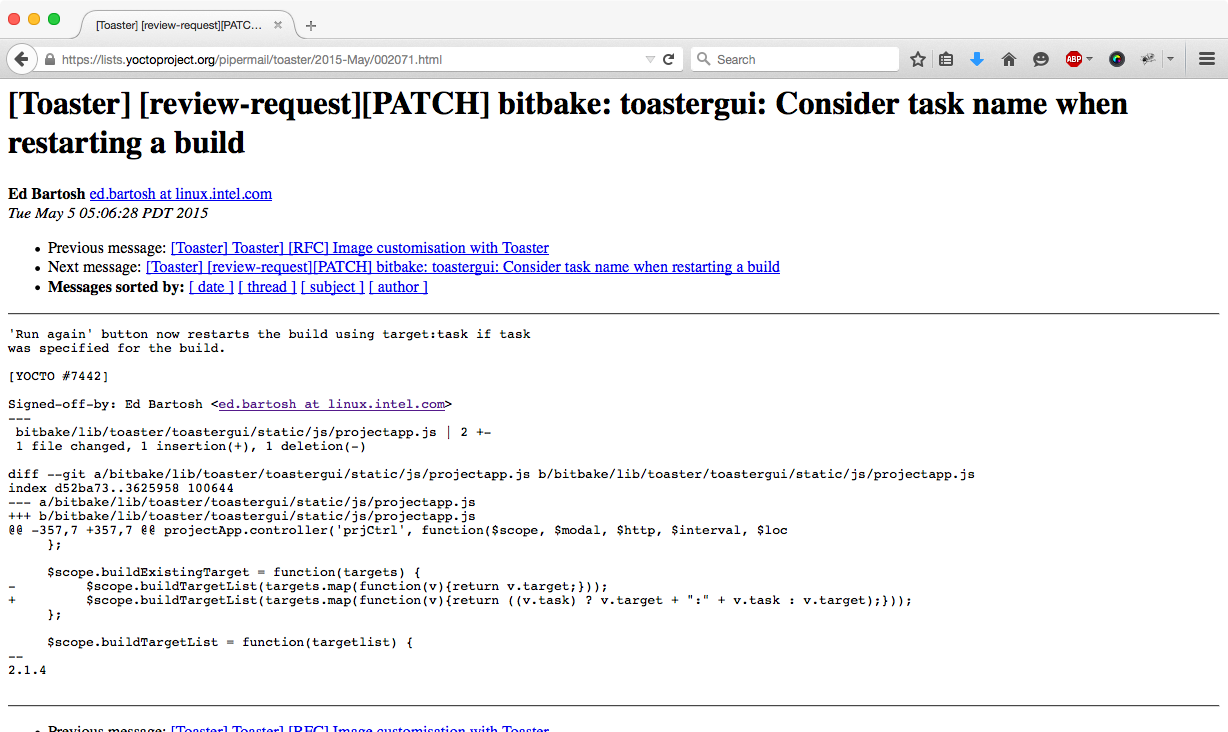 [Toaster] [review-request][PATC...
https://lists.yoctoproject.org/pipermail/toaster/2015-May/002071.html
Search
ABP
[Toaster] [review-request][PATCH] bitbake: toastergui: Consider task name when
restarting a build
Ed Bartosh ed.bartosh at linux.intel.com
Tue May 5 05:06:28 PDT 2015
• Previous message: [Toaster] Toaster] [RFC] Image customisation with Toaster
• Next message: [Toaster] [review-request][PATCH] bitbake: toastergui: Consider task name when restarting a build
• Messages sorted by: [ date ] [ thread ] [ subject ] [ author ]
'Run again' button now restarts the build using target:task if task
was specified for the build.
[YOCTO #7442]
Signed-off-by: Ed Bartosh <ed.bartosh at linux.intel.com>
---
bitbake/lib/toaster/toastergui/static/js/projectapp.js | 2 +-
1 file changed, 1 insertion(+), 1 deletion(-)
diff --git a/bitbake/lib/toaster/toastergui/static/js/projectapp.js b/bitbake/lib/toaster/toastergui/static/js/projectapp.js
index d52ba73..3625958 100644
--- a/bitbake/lib/toaster/toastergui/static/js/projectapp.js
+++ b/bitbake/lib/toaster/toastergui/static/js/projectapp.js
@@ -357,7 +357,7 @@ projectApp.controller('prjCtrl', function($scope, $modal, $http, $interval, $loc
     };
     $scope.buildExistingTarget = function(targets) {
-         $scope.buildTargetList(targets.map(function(v){return v.target;}));
+         $scope.buildTargetList(targets.map(function(v){return ((v.task) ? v.target + ":" + v.task : v.target);}));
     };
     $scope.buildTargetList = function(targetlist) {
--
2.1.4
• Previous message: [Toaster] Toaster] [RFC] Image customisation with Toaster